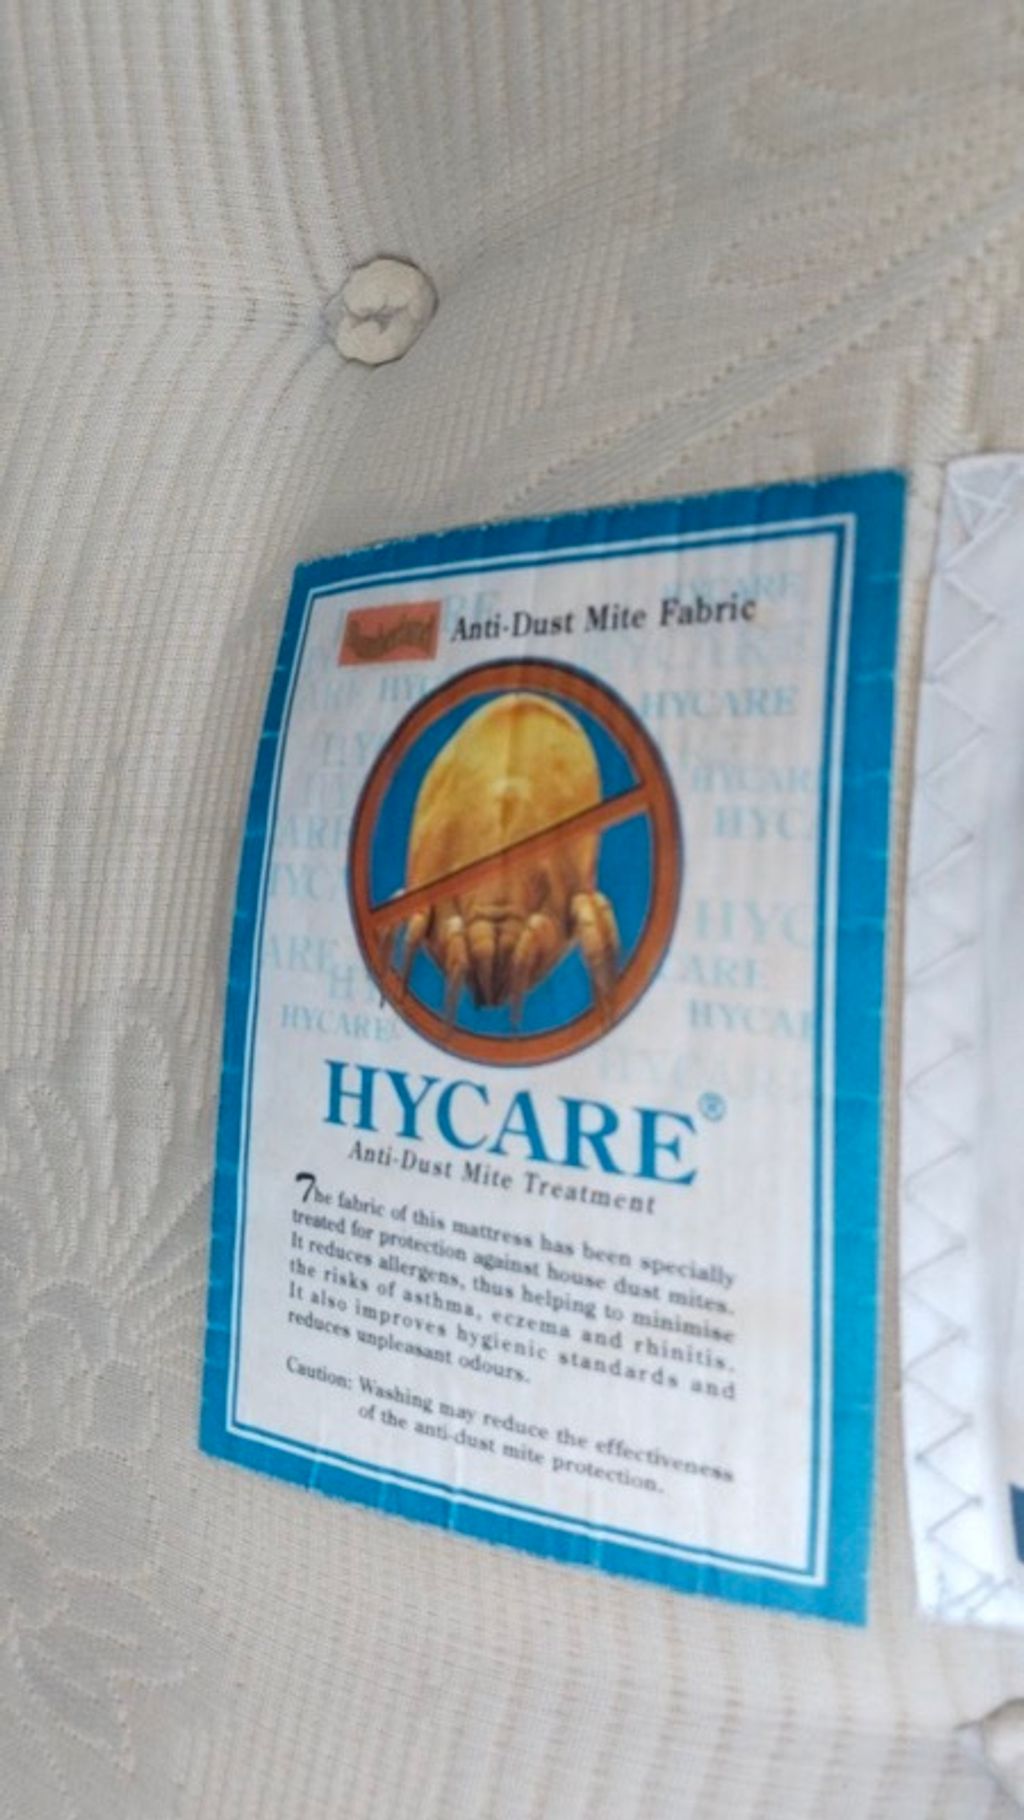 Anti-Dust Mite Fabric
HYCARE
HYCARE
HYCARE
HYCARE®
Anti-Dust Mite Treatment
The fabric of this mattress has been specially
treated for protection against house dust mites.
It reduces allergens, thus helping to minimise
the risks of asthma, eczema and rhinitis.
It also improves hygienic standards and
reduces unpleasant odours.
Caution: Washing may reduce the effectiveness
of the anti-dust mite protection.